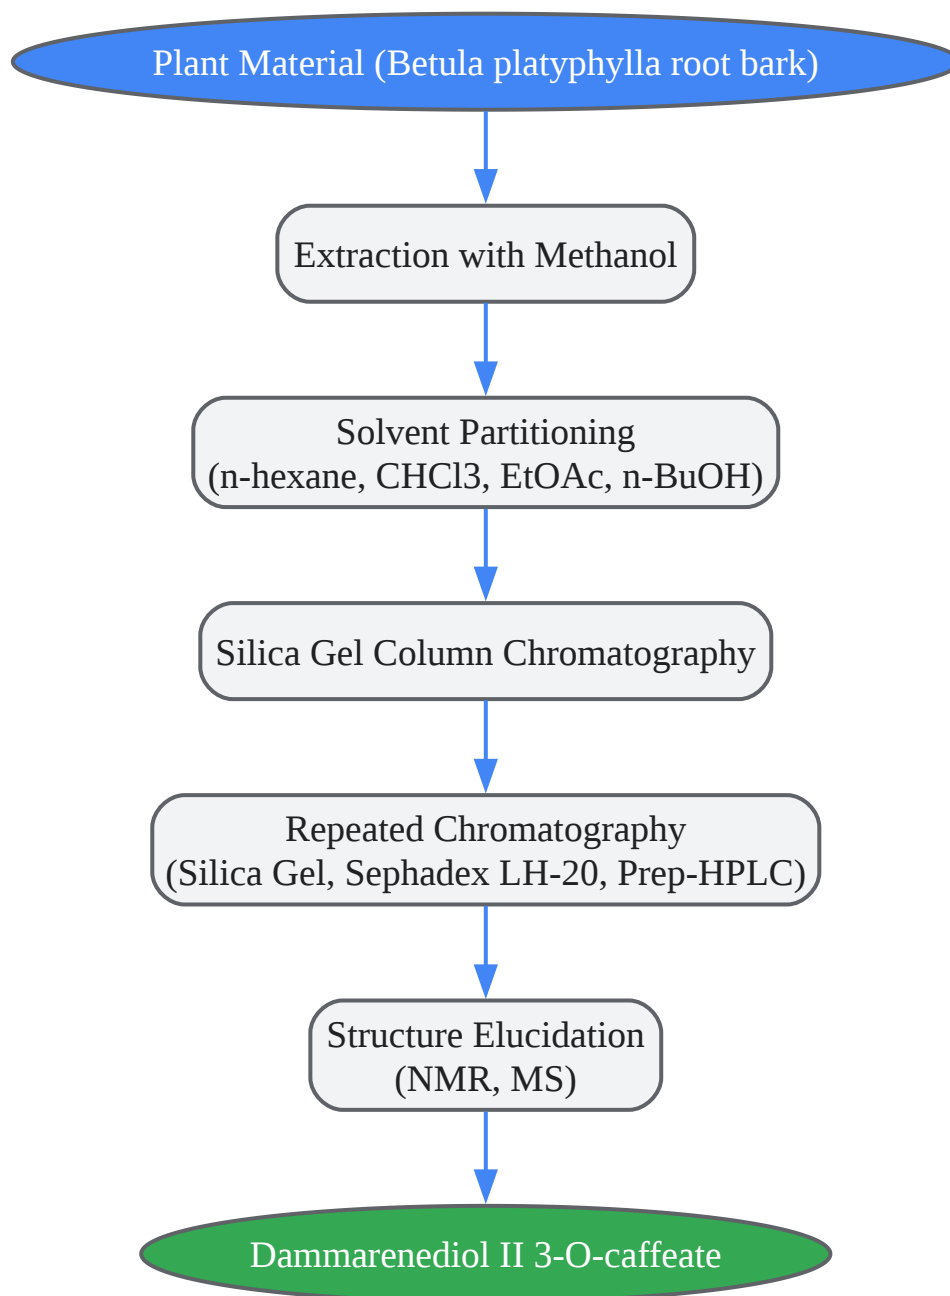 Plant Material (Betula platyphylla root bark)
Extraction with Methanol
Solvent Partitioning
(n-hexane, CHCl3, EtOAc, n-BuOH)
Silica Gel Column Chromatography
Repeated Chromatography
(Silica Gel, Sephadex LH-20, Prep-HPLC)
Structure Elucidation
(NMR, MS)
Dammarenediol II 3-O-caffeate